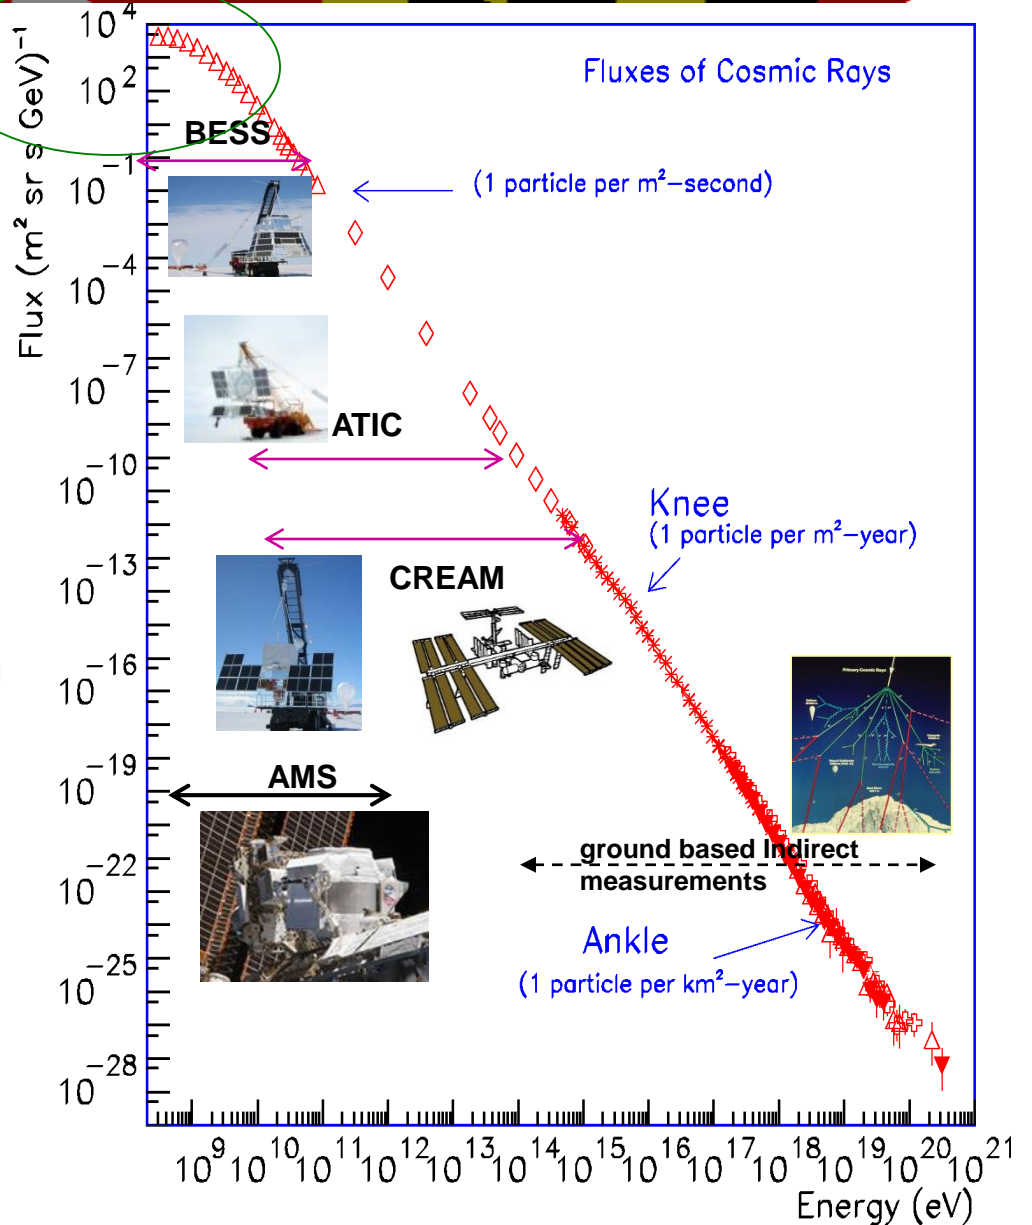 Fluxes of Cosmic Rays
Flux (m² sr s GeV)⁻¹
10⁴
10²
10⁻¹
10⁻⁴
10⁻⁷
10⁻¹⁰
10⁻¹³
10⁻¹⁶
10⁻¹⁹
10⁻²²
10⁻²⁵
10⁻²⁸
BESS
(1 particle per m²−second)
ATIC
Knee
(1 particle per m²−year)
CREAM
Primary Cosmic Rays
AMS
ground based Indirect
measurements
Ankle
(1 particle per km²−year)
10⁹ 10¹⁰ 10¹¹ 10¹² 10¹³ 10¹⁴ 10¹⁵ 10¹⁶ 10¹⁷ 10¹⁸ 10¹⁹ 10²⁰ 10²¹
Energy (eV)